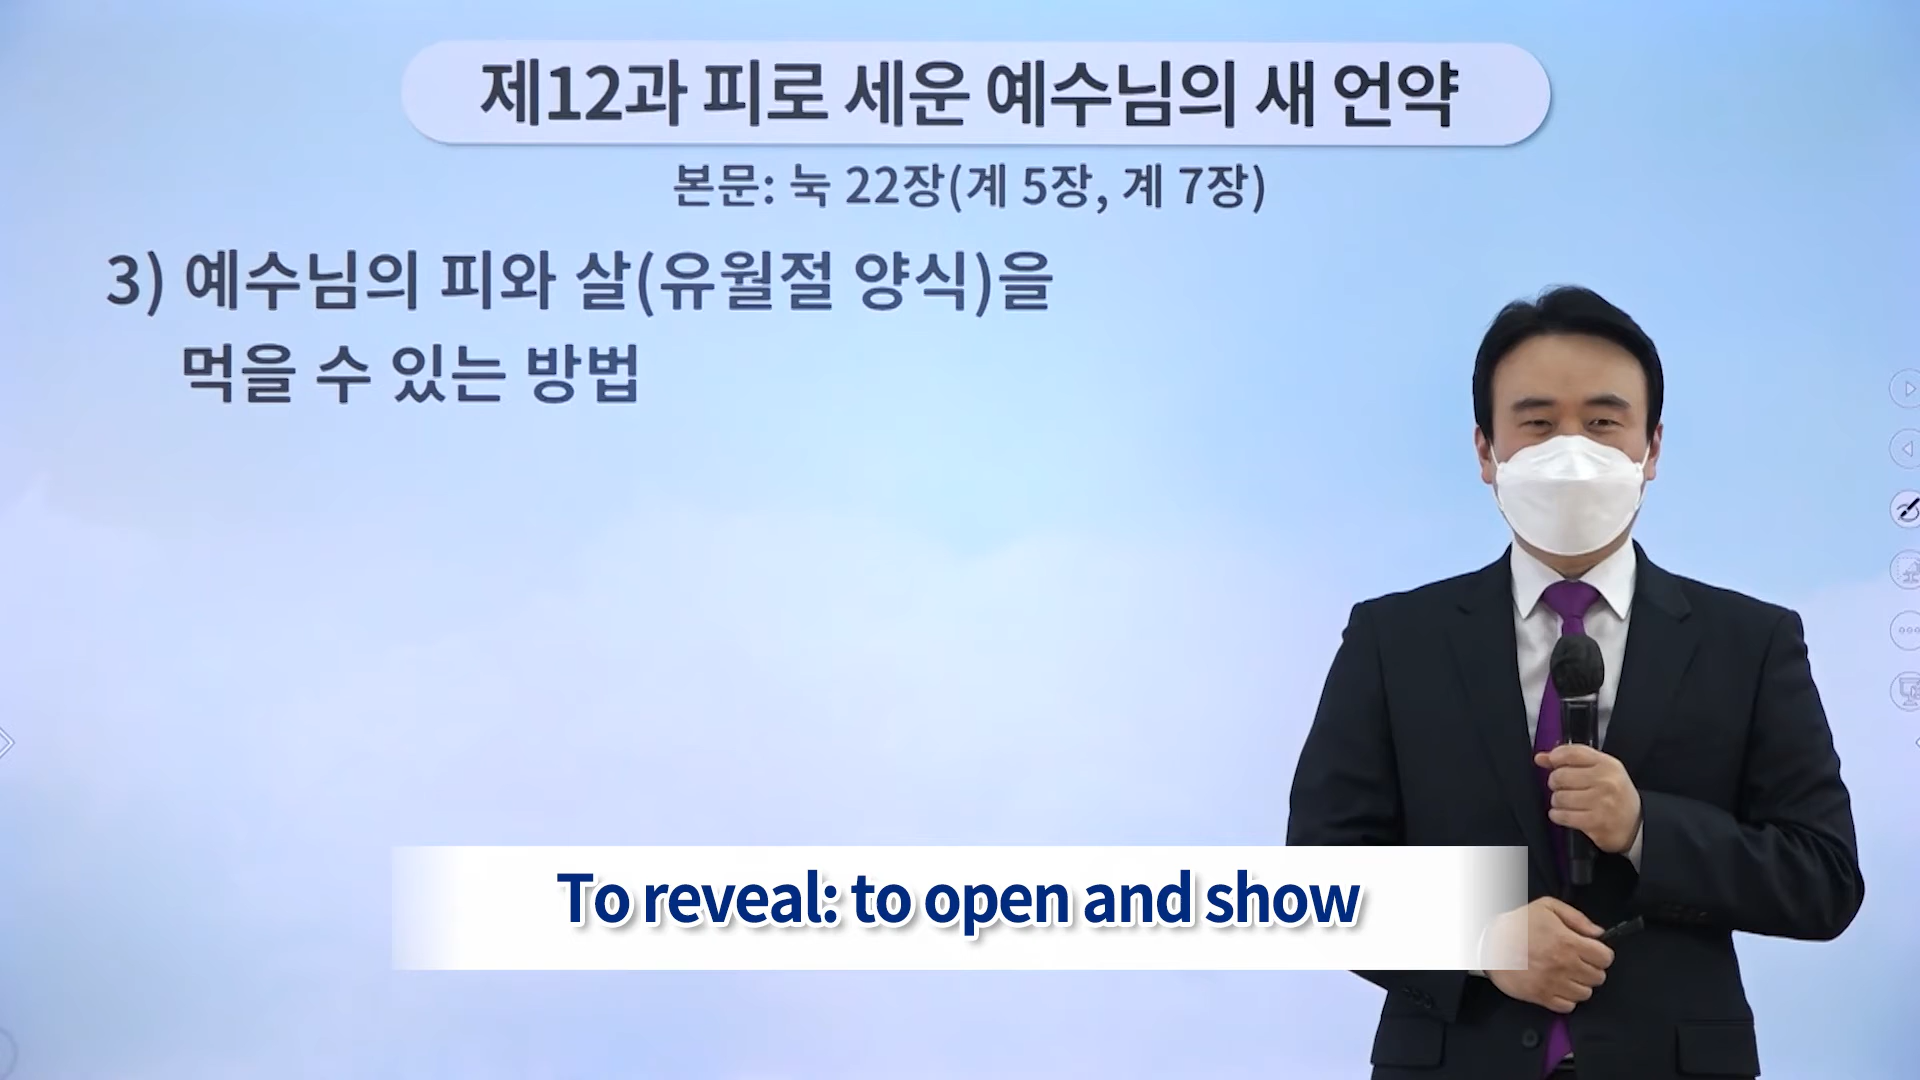 제12과 피로 세운 예수님의 새 언약
본문: 눅 22장(계 5장, 계 7장)
3) 예수님의 피와 살(유월절 양식)을
먹을 수 있는 방법
To reveal: to open and show